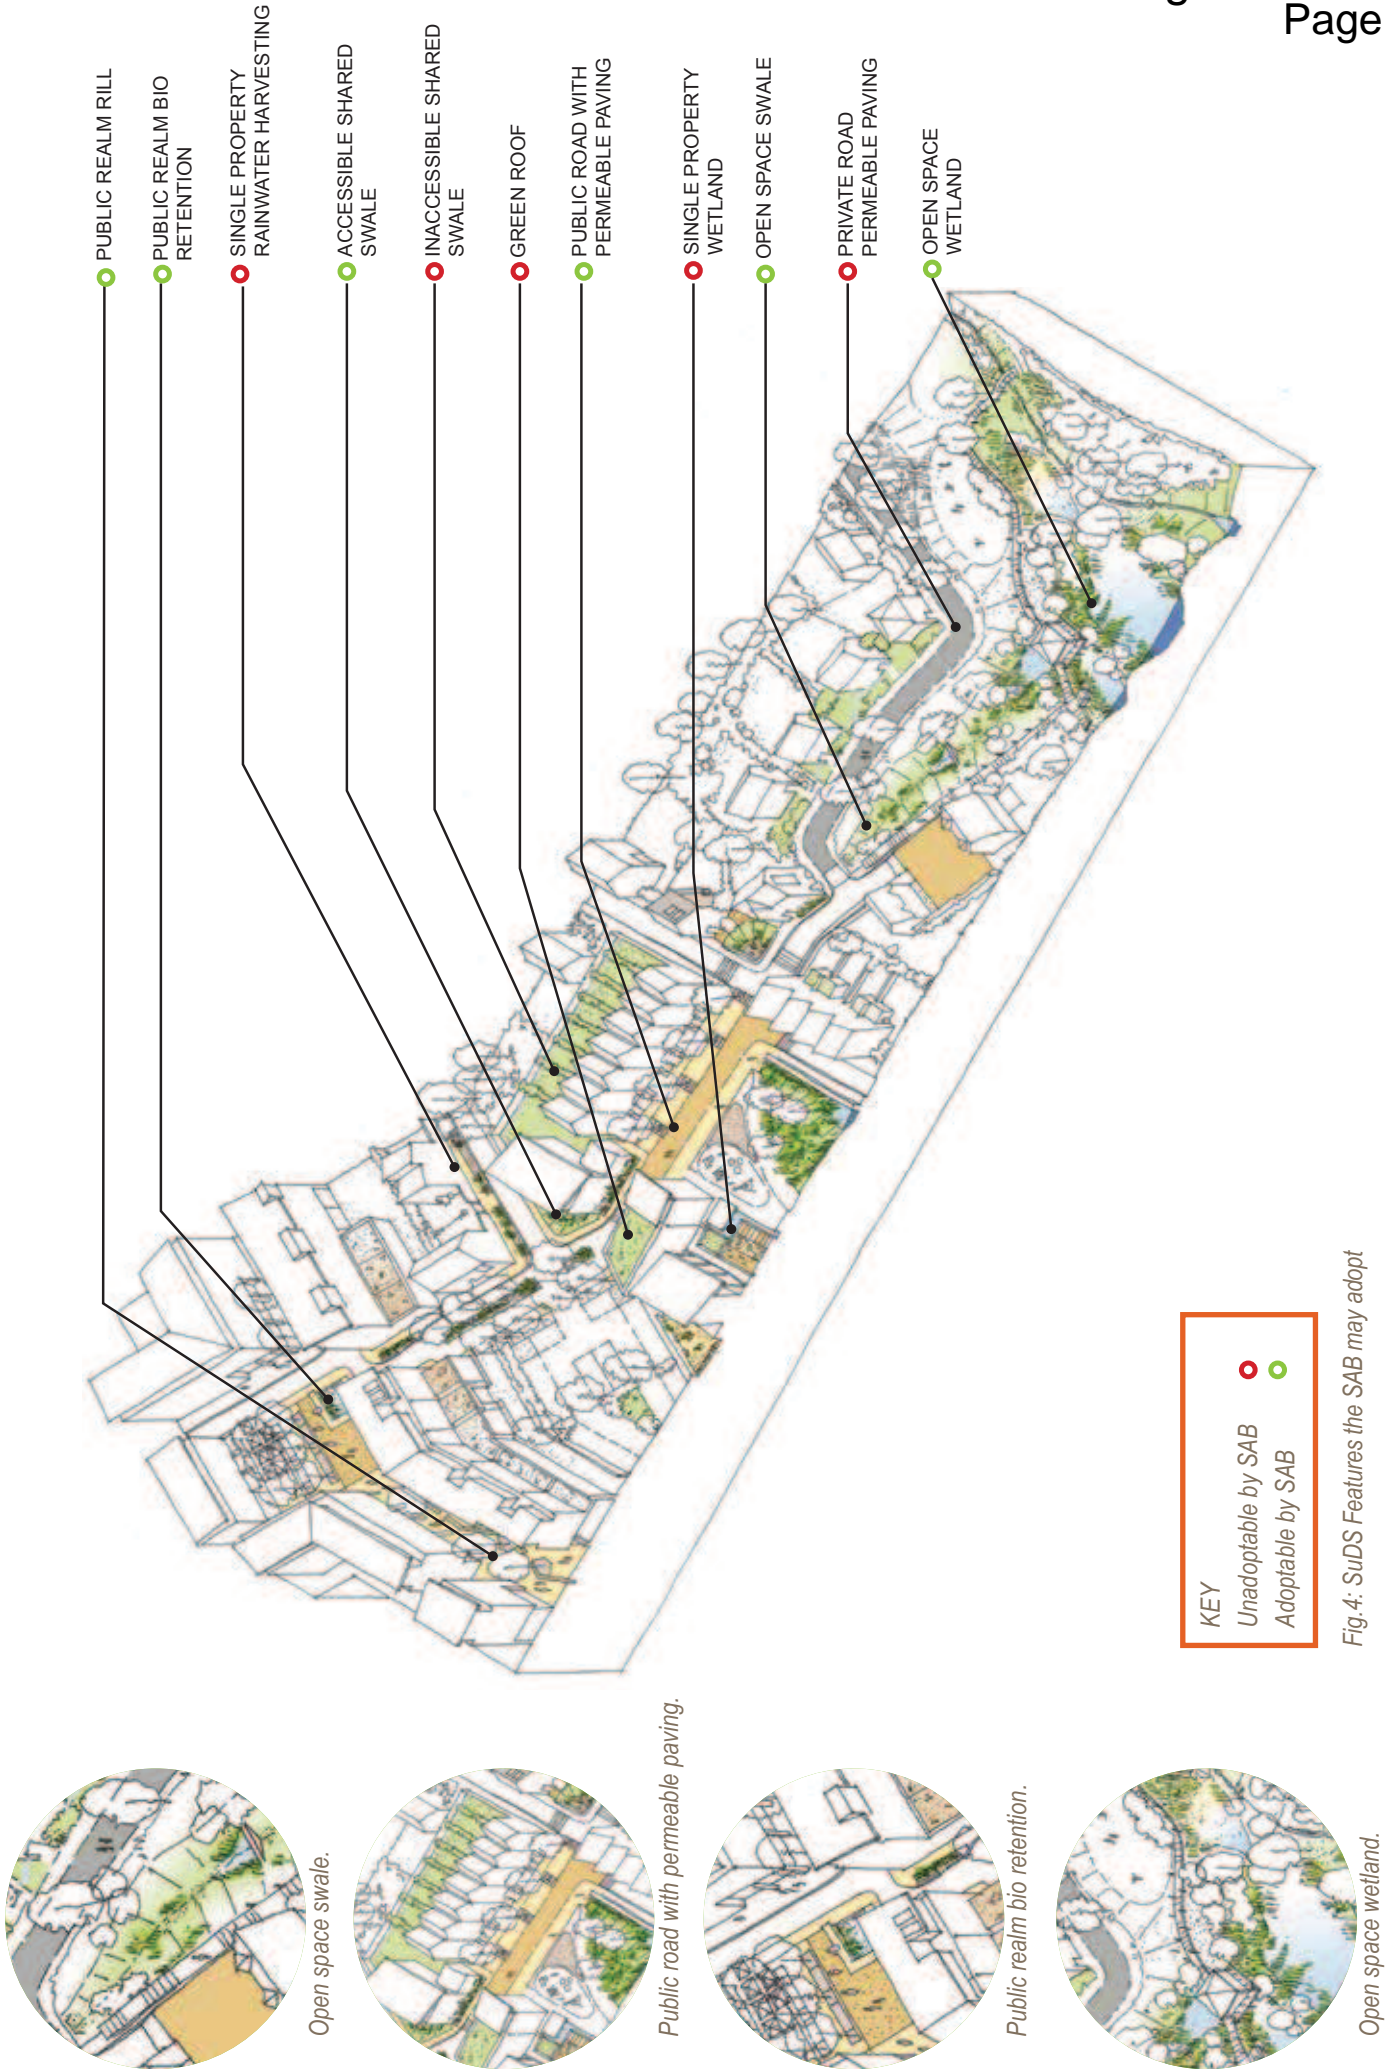 Page
PUBLIC REALM RILL
PUBLIC REALM BIO
RETENTION
SINGLE PROPERTY
RAINWATER HARVESTING
ACCESSIBLE SHARED
SWALE
INACCESSIBLE SHARED
SWALE
GREEN ROOF
PUBLIC ROAD WITH
PERMEABLE PAVING
SINGLE PROPERTY
WETLAND
OPEN SPACE SWALE
PRIVATE ROAD
PERMEABLE PAVING
OPEN SPACE
WETLAND
KEY
Unadoptable by SAB
Adoptable by SAB
Fig.4: SuDS Features the SAB may adopt
Open space swale.
Public road with permeable paving.
Public realm bio retention.
Open space wetland.